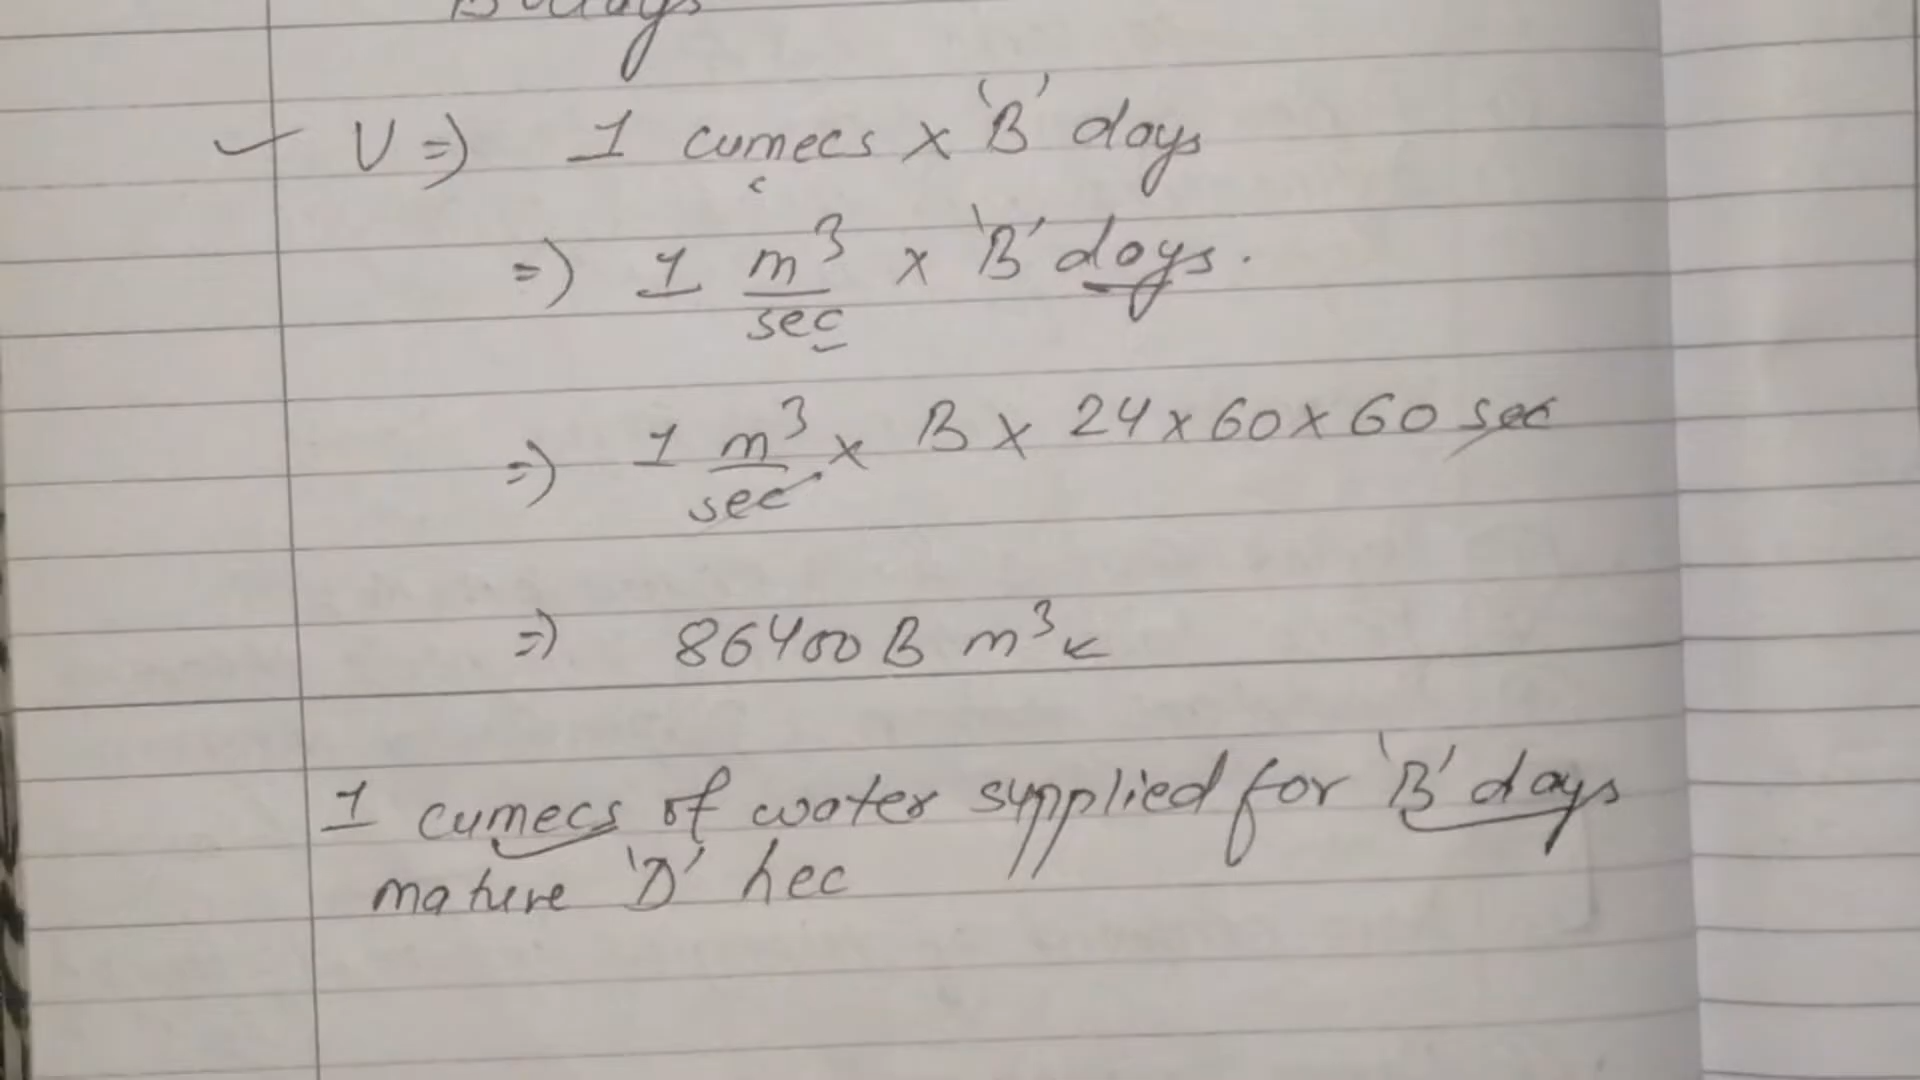 days
V => 1 cumecs x 'B' days
=> 1 m³/sec x 'B' days.
=> 1 m³/sec x B x 24 x 60 x 60 sec
=> 86400 B m³
1 cumecs of water supplied for 'B' days
mature 'D' hec